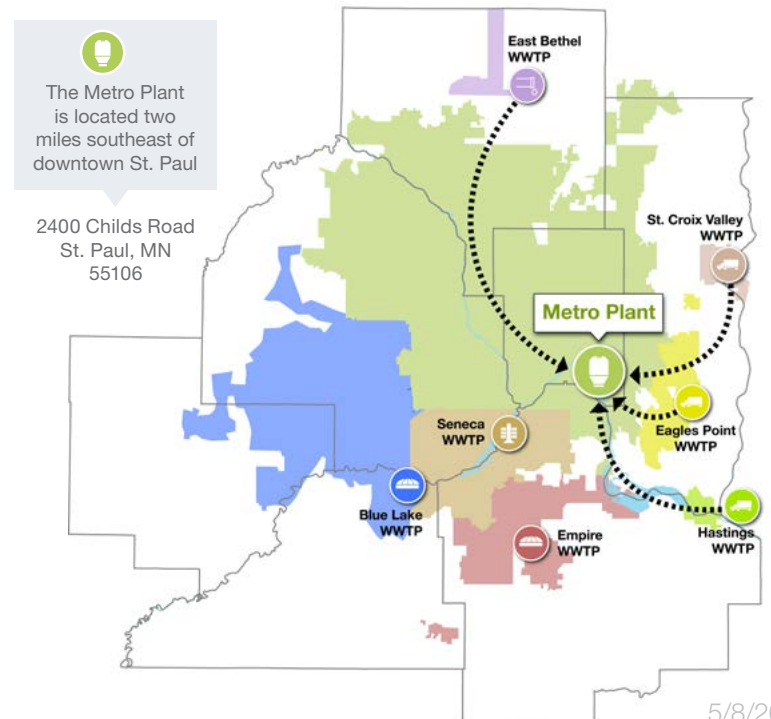 The Metro Plant
is located two
miles southeast of
downtown St. Paul
2400 Childs Road
St. Paul, MN
55106
East Bethel
WWTP
St. Croix Valley
WWTP
Metro Plant
Seneca
WWTP
Eagles Point
WWTP
Blue Lake
WWTP
Empire
WWTP
Hastings
WWTP